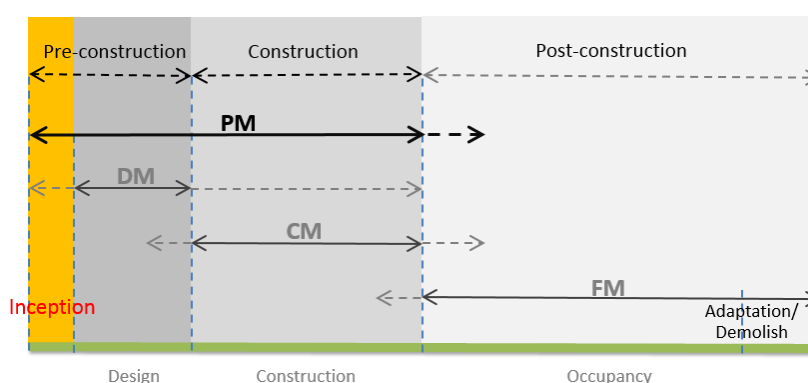 Pre-construction
Construction
Post-construction
PM
DM
CM
FM
Inception
Adaptation/
Demolish
Design
Construction
Occupancy